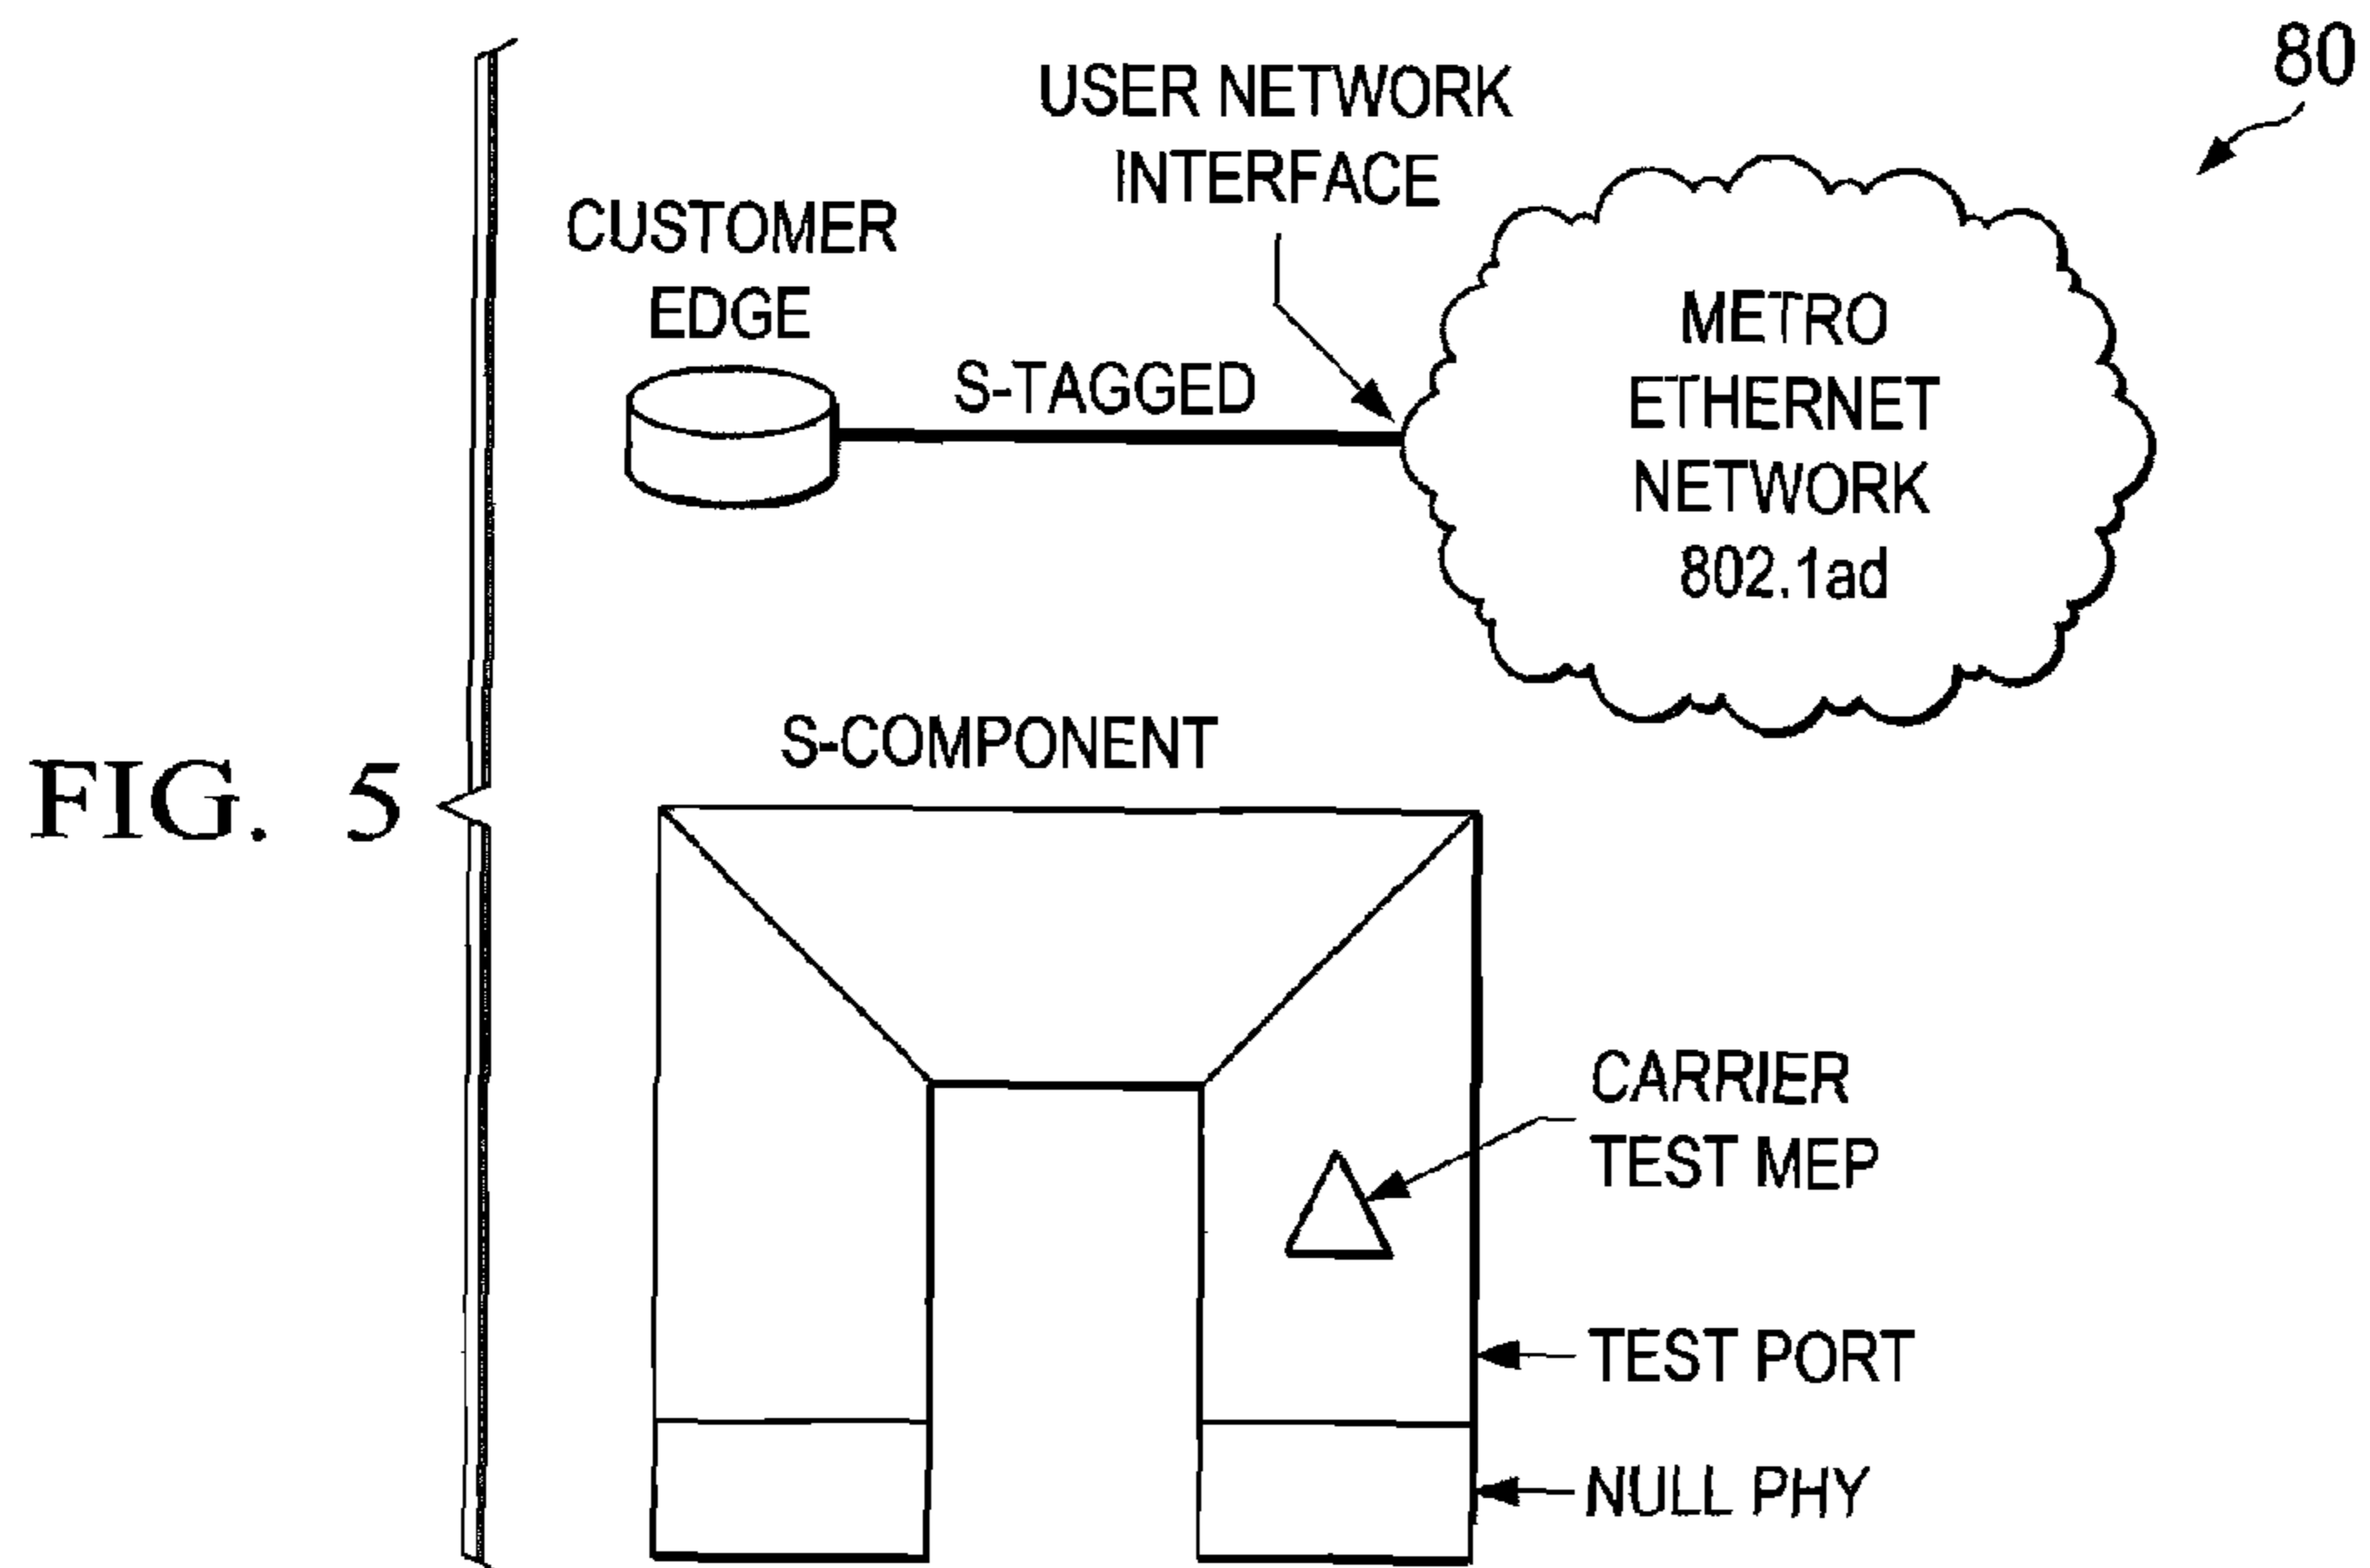 80
USER NETWORK
INTERFACE
CUSTOMER
EDGE
S-TAGGED
METRO
ETHERNET
NETWORK
802.1ad
FIG. 5
S-COMPONENT
CARRIER
TEST MEP
TEST PORT
NULL PHY